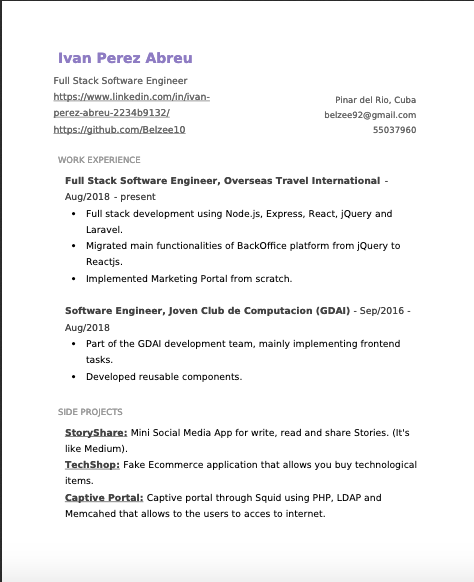 Ivan Perez Abreu
Full Stack Software Engineer
https://www.linkedin.com/in/ivan-
perez-abreu-2234b9132/
https://github.com/Belzee10
Pinar del Rio, Cuba
belzee92@gmail.com
55037960
WORK EXPERIENCE
Full Stack Software Engineer, Overseas Travel International -
Aug/2018 - present
• Full stack development using Node.js, Express, React, jQuery and
Laravel.
• Migrated main functionalities of BackOffice platform from jQuery to
Reactjs.
• Implemented Marketing Portal from scratch.
Software Engineer, Joven Club de Computacion (GDAI) - Sep/2016 -
Aug/2018
• Part of the GDAI development team, mainly implementing frontend
tasks.
• Developed reusable components.
SIDE PROJECTS
StoryShare: Mini Social Media App for write, read and share Stories. (It's
like Medium).
TechShop: Fake Ecommerce application that allows you buy technological
items.
Captive Portal: Captive portal through Squid using PHP, LDAP and
Memcahed that allows to the users to acces to internet.